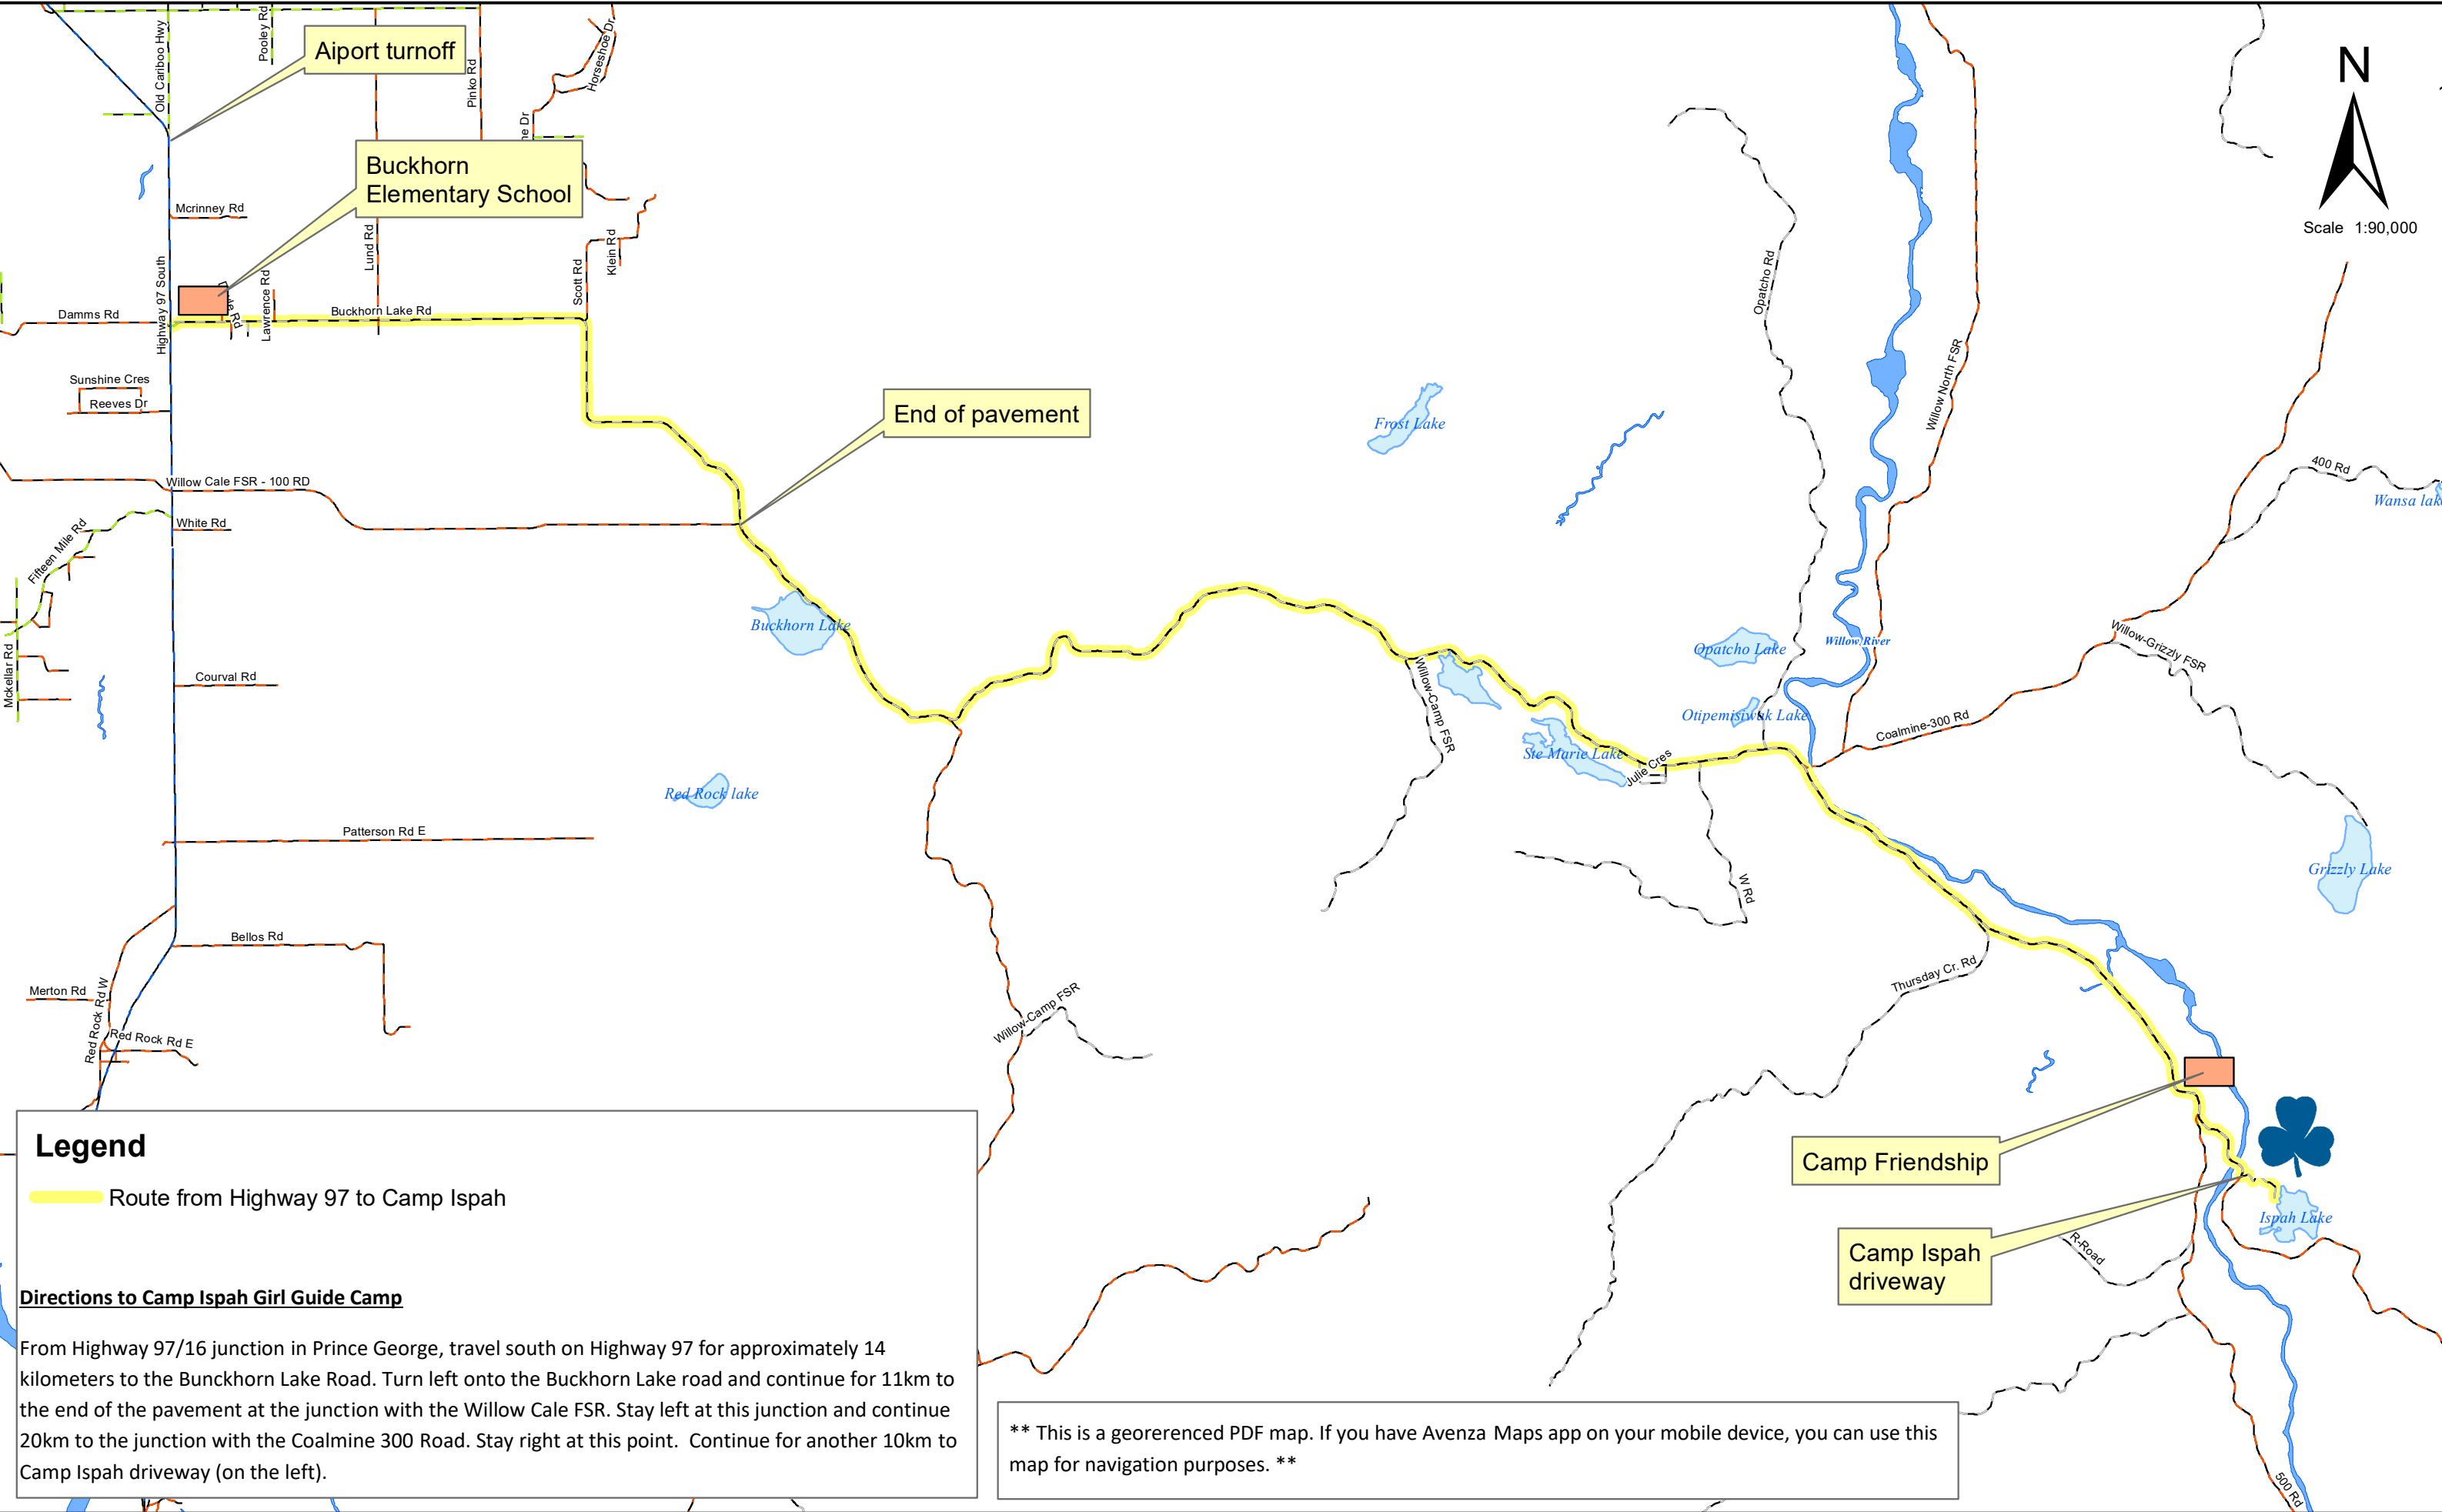 Old Cariboo Hwy
Pooley Rd
Aiport turnoff
Pinko Rd
Horseshoe Dr
ne Dr
N
Scale 1:90,000
Buckhorn
Elementary School
Mcrinney Rd
Lund Rd
Klein Rd
Scott Rd
Highway 97 South
Lawrence Rd
Damms Rd
Buckhorn Lake Rd
Opatcho Rd
Willow North FSR
Sunshine Cres
Reeves Dr
End of pavement
Frost Lake
Willow Cale FSR - 100 RD
White Rd
Fifteen Mile Rd
400 Rd
Wansa lak
Mckellar Rd
Buckhorn Lake
Courval Rd
Willow-Camp FSR
Opatcho Lake
Willow River
Willow-Grizzly FSR
Otipemisiwak Lake
Coalmine-300 Rd
Ste Marie Lake
Julie Cres
Red Rock lake
Patterson Rd E
W Rd
Grizzly Lake
Bellos Rd
Thursday Cr. Rd
Merton Rd
Red Rock Rd W
Red Rock Rd E
Willow-Camp FSR
Camp Friendship
Ispah Lake
Camp Ispah
driveway
R-Road
500 Rd
Legend
Route from Highway 97 to Camp Ispah
Directions to Camp Ispah Girl Guide Camp
From Highway 97/16 junction in Prince George, travel south on Highway 97 for approximately 14
kilometers to the Bunckhorn Lake Road. Turn left onto the Buckhorn Lake road and continue for 11km to
the end of the pavement at the junction with the Willow Cale FSR. Stay left at this junction and continue
20km to the junction with the Coalmine 300 Road. Stay right at this point. Continue for another 10km to
Camp Ispah driveway (on the left).
** This is a georerenced PDF map. If you have Avenza Maps app on your mobile device, you can use this
map for navigation purposes. **